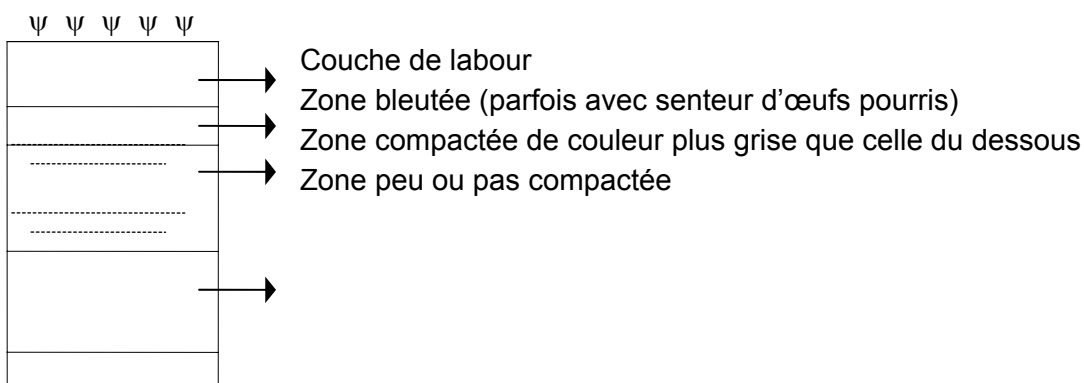 ψ ψ ψ ψ ψ
Couche de labour
Zone bleutée (parfois avec senteur d’œufs pourris)
Zone compactée de couleur plus grise que celle du dessous
Zone peu ou pas compactée